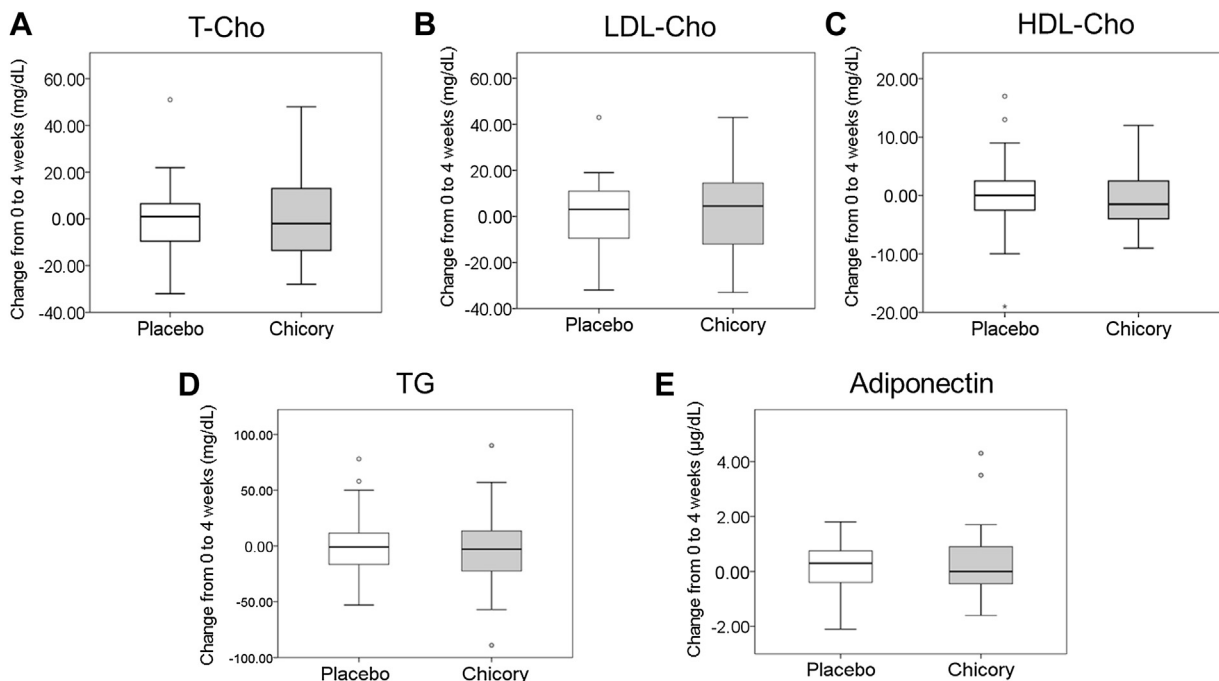 A
T-Cho
Change from 0 to 4 weeks (mg/dL)
60.00
40.00
20.00
0.00
-20.00
-40.00
Placebo
Chicory
B
LDL-Cho
Change from 0 to 4 weeks (mg/dL)
60.00
40.00
20.00
0.00
-20.00
-40.00
Placebo
Chicory
C
HDL-Cho
Change from 0 to 4 weeks (mg/dL)
20.00
10.00
0.00
-10.00
-20.00
Placebo
Chicory
D
TG
Change from 0 to 4 weeks (mg/dL)
100.00
50.00
0.00
-50.00
-100.00
Placebo
Chicory
E
Adiponectin
Change from 0 to 4 weeks (µg/dL)
4.00
2.00
0.00
-2.00
Placebo
Chicory